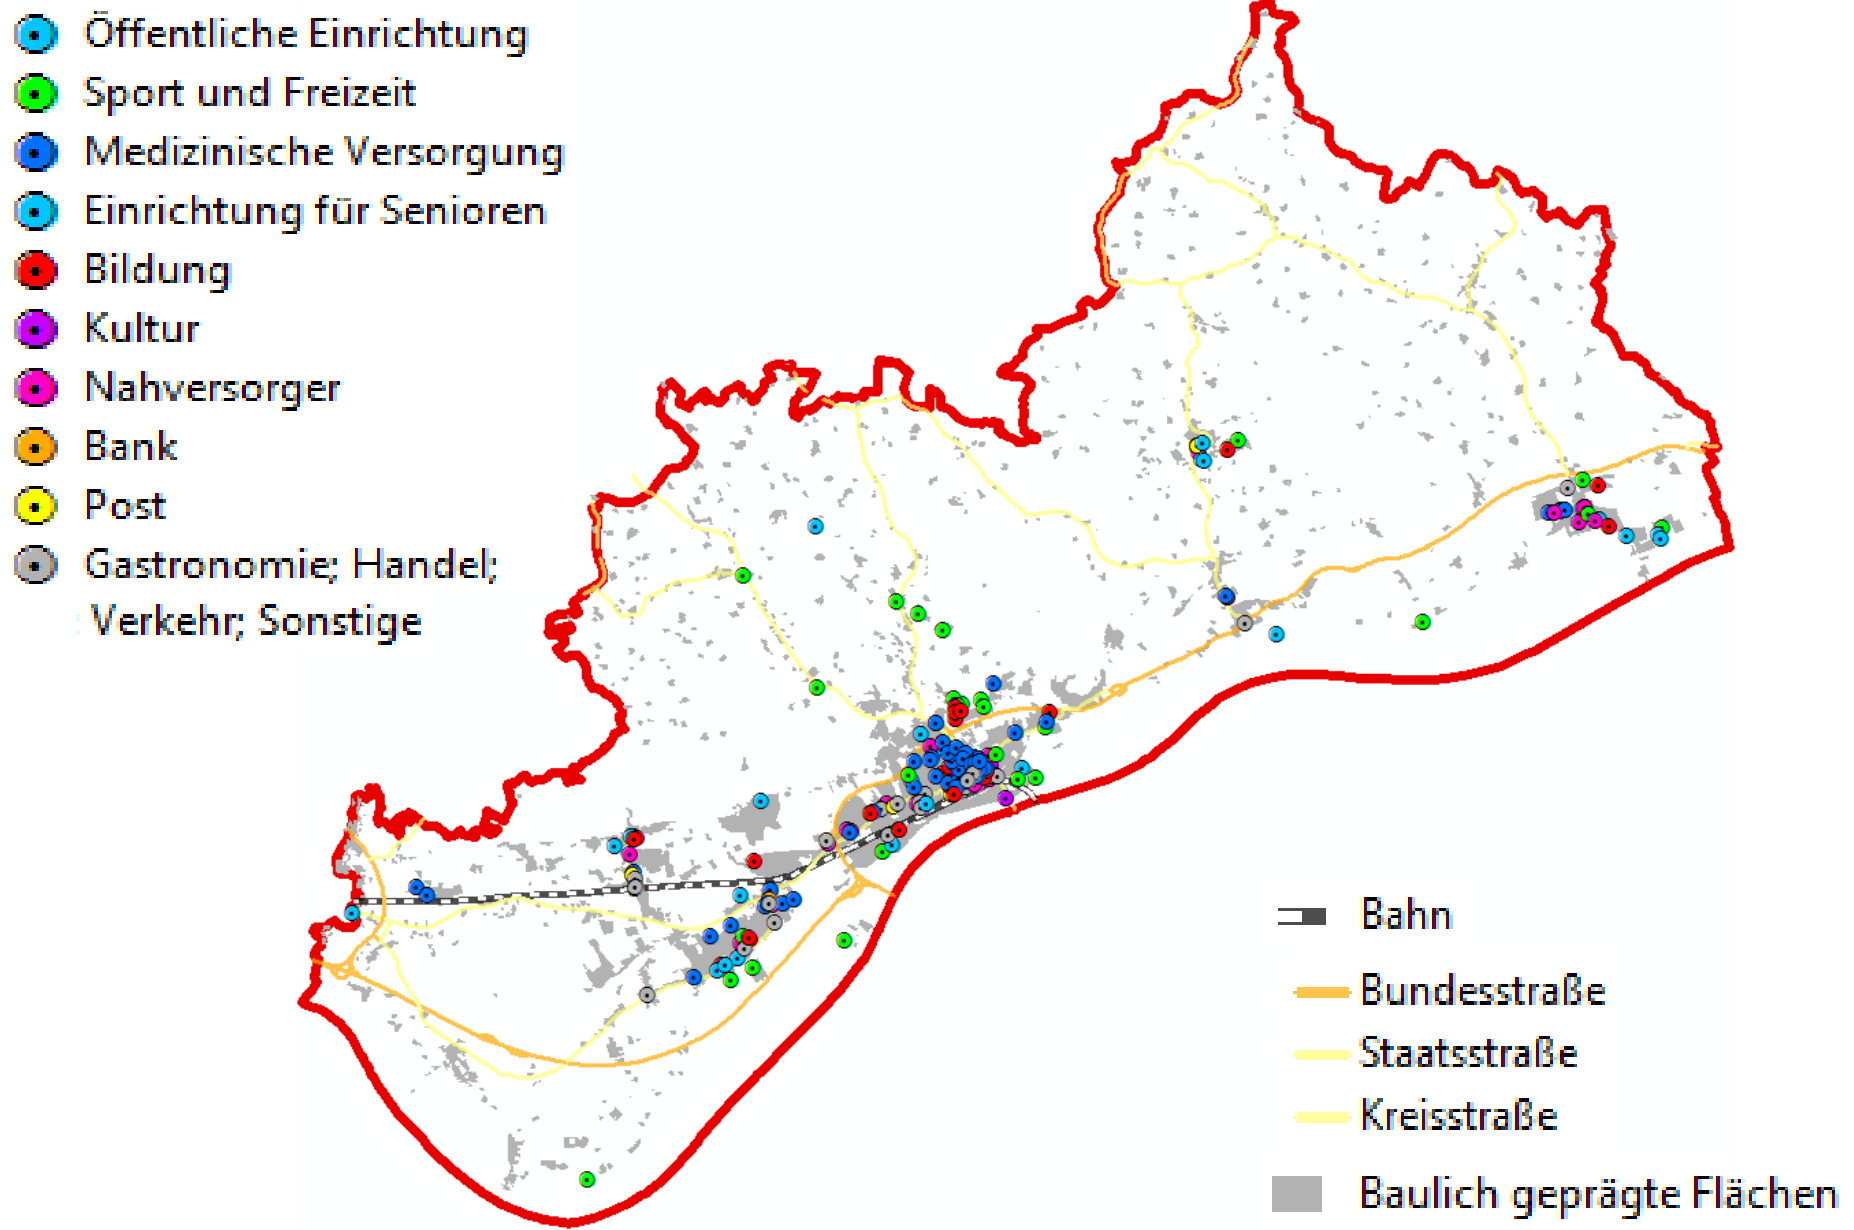 Öffentliche Einrichtung
Sport und Freizeit
Medizinische Versorgung
Einrichtung für Senioren
Bildung
Kultur
Nahversorger
Bank
Post
Gastronomie; Handel;
Verkehr; Sonstige
Bahn
Bundesstraße
Staatsstraße
Kreisstraße
Baulich geprägte Flächen